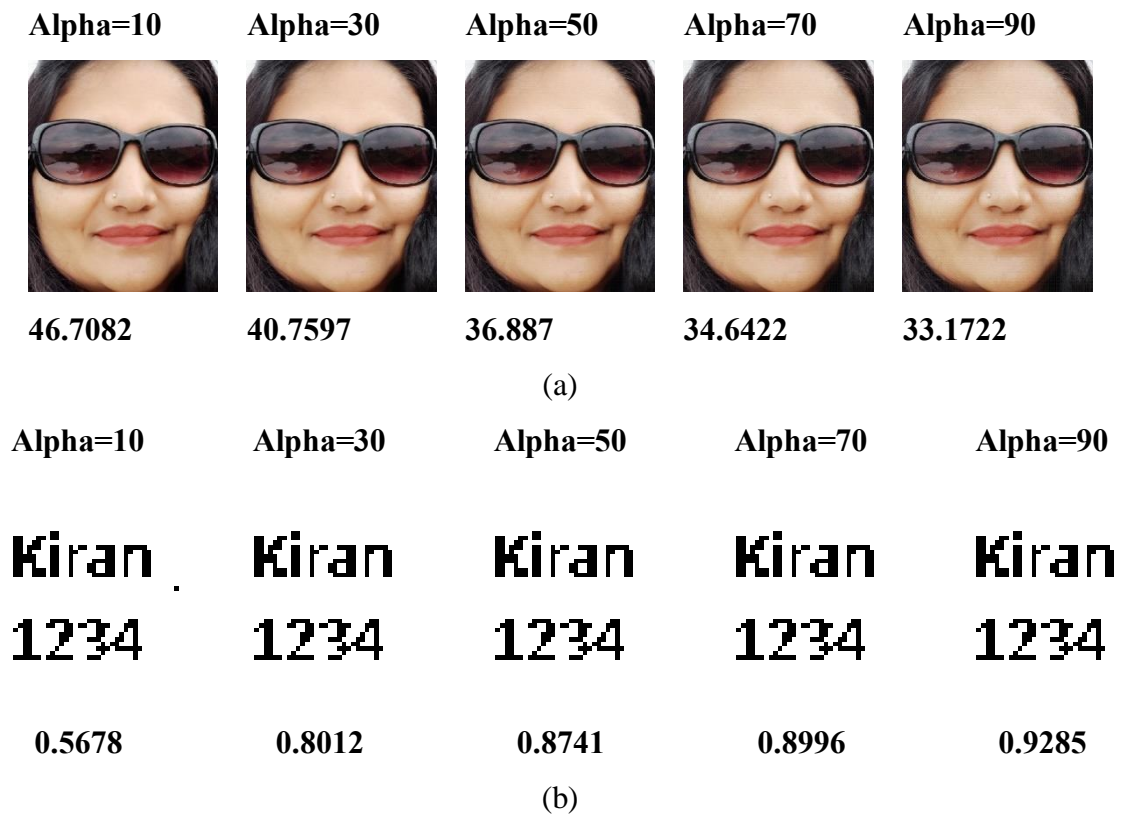 Alpha=10 Alpha=30 Alpha=50 Alpha=70 Alpha=90
46.7082 40.7597 36.887 34.6422 33.1722
(a)
Alpha=10 Alpha=30 Alpha=50 Alpha=70 Alpha=90
Kiran Kiran Kiran Kiran Kiran
1234 1234 1234 1234 1234
0.5678 0.8012 0.8741 0.8996 0.9285
(b)